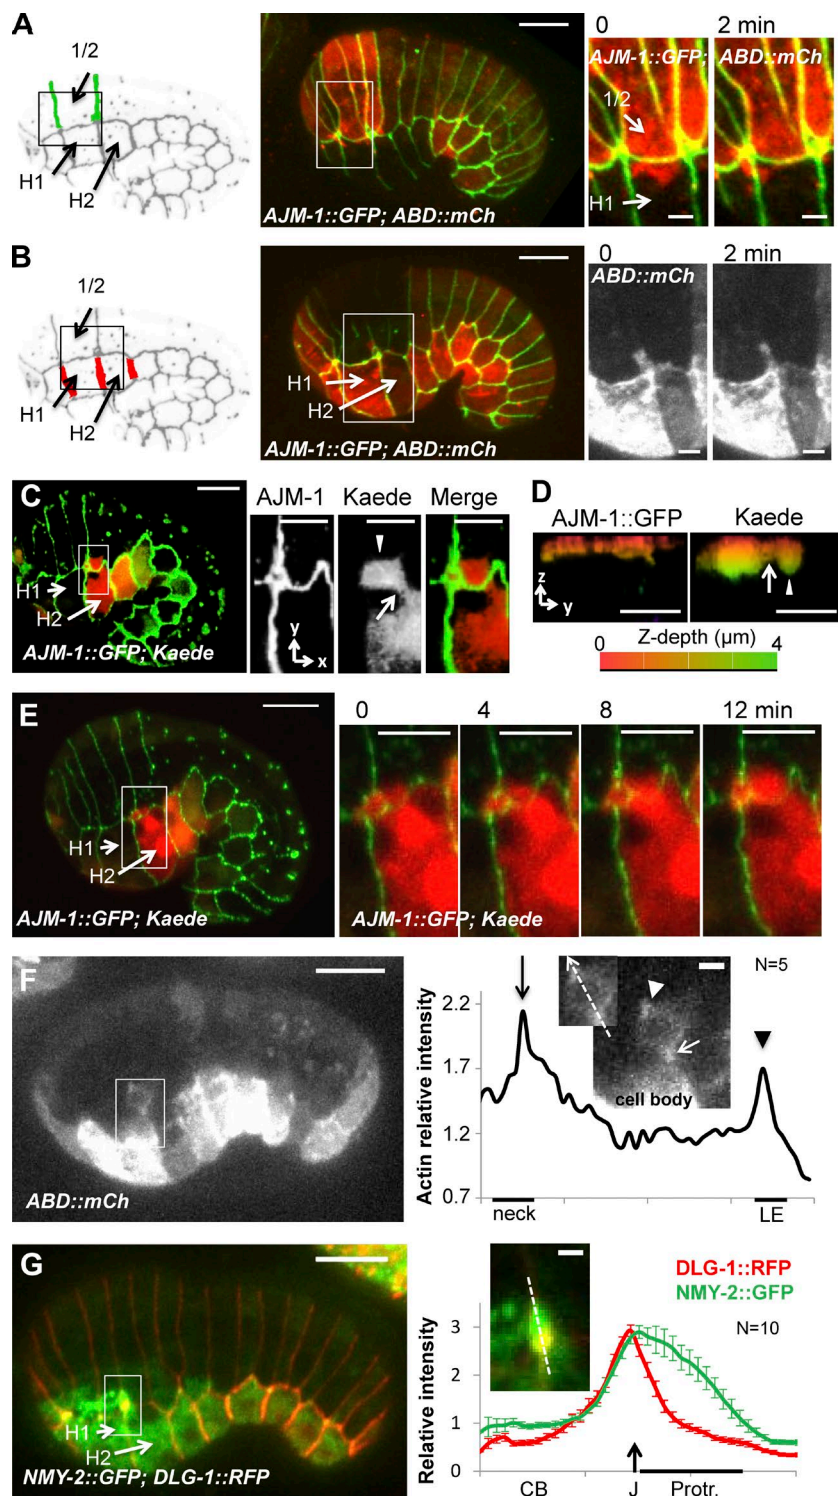 A
1/2
H1
H2
AJM-1::GFP; ABD::mCh
0
2 min
AJM-1::GFP; ABD::mCh
1/2
H1
B
1/2
H1
H2
H1
H2
AJM-1::GFP; ABD::mCh
0
2 min
ABD::mCh
C
H1
H2
AJM-1::GFP; Kaede
AJM-1
Kaede
Merge
y
x
D
AJM-1::GFP
Kaede
z
y
0
Z-depth (µm)
4
E
H1
H2
AJM-1::GFP; Kaede
0
4
8
12 min
AJM-1::GFP; Kaede
F
ABD::mCh
Actin relative intensity
2.2
1.7
1.2
0.7
N=5
cell body
neck
LE
G
H1
H2
NMY-2::GFP; DLG-1::RFP
Relative intensity
3
2
1
0
DLG-1::RFP
NMY-2::GFP
N=10
CB
J
Protr.